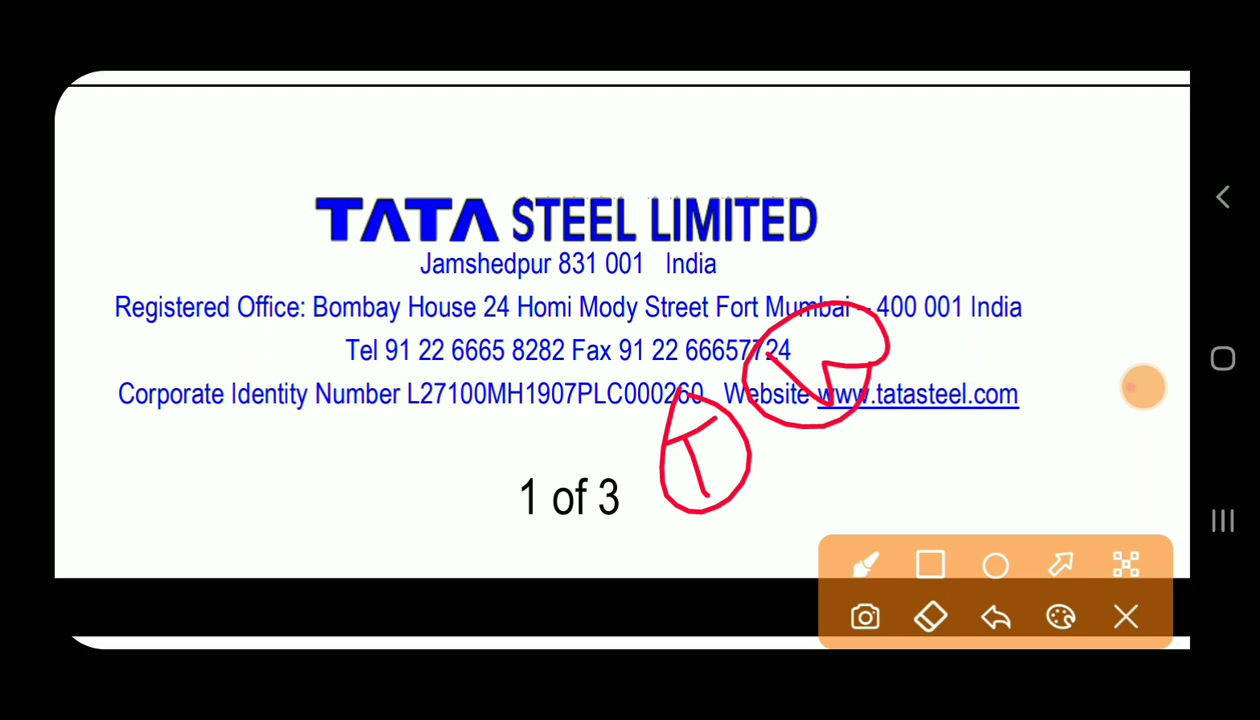 TATA STEEL LIMITED
Jamshedpur 831 001 India
Registered Office: Bombay House 24 Homi Mody Street Fort Mumbai - 400 001 India
Tel 91 22 6665 8282 Fax 91 22 66657724
Corporate Identity Number L27100MH1907PLC000260 Website www.tatasteel.com
T
1 of 3